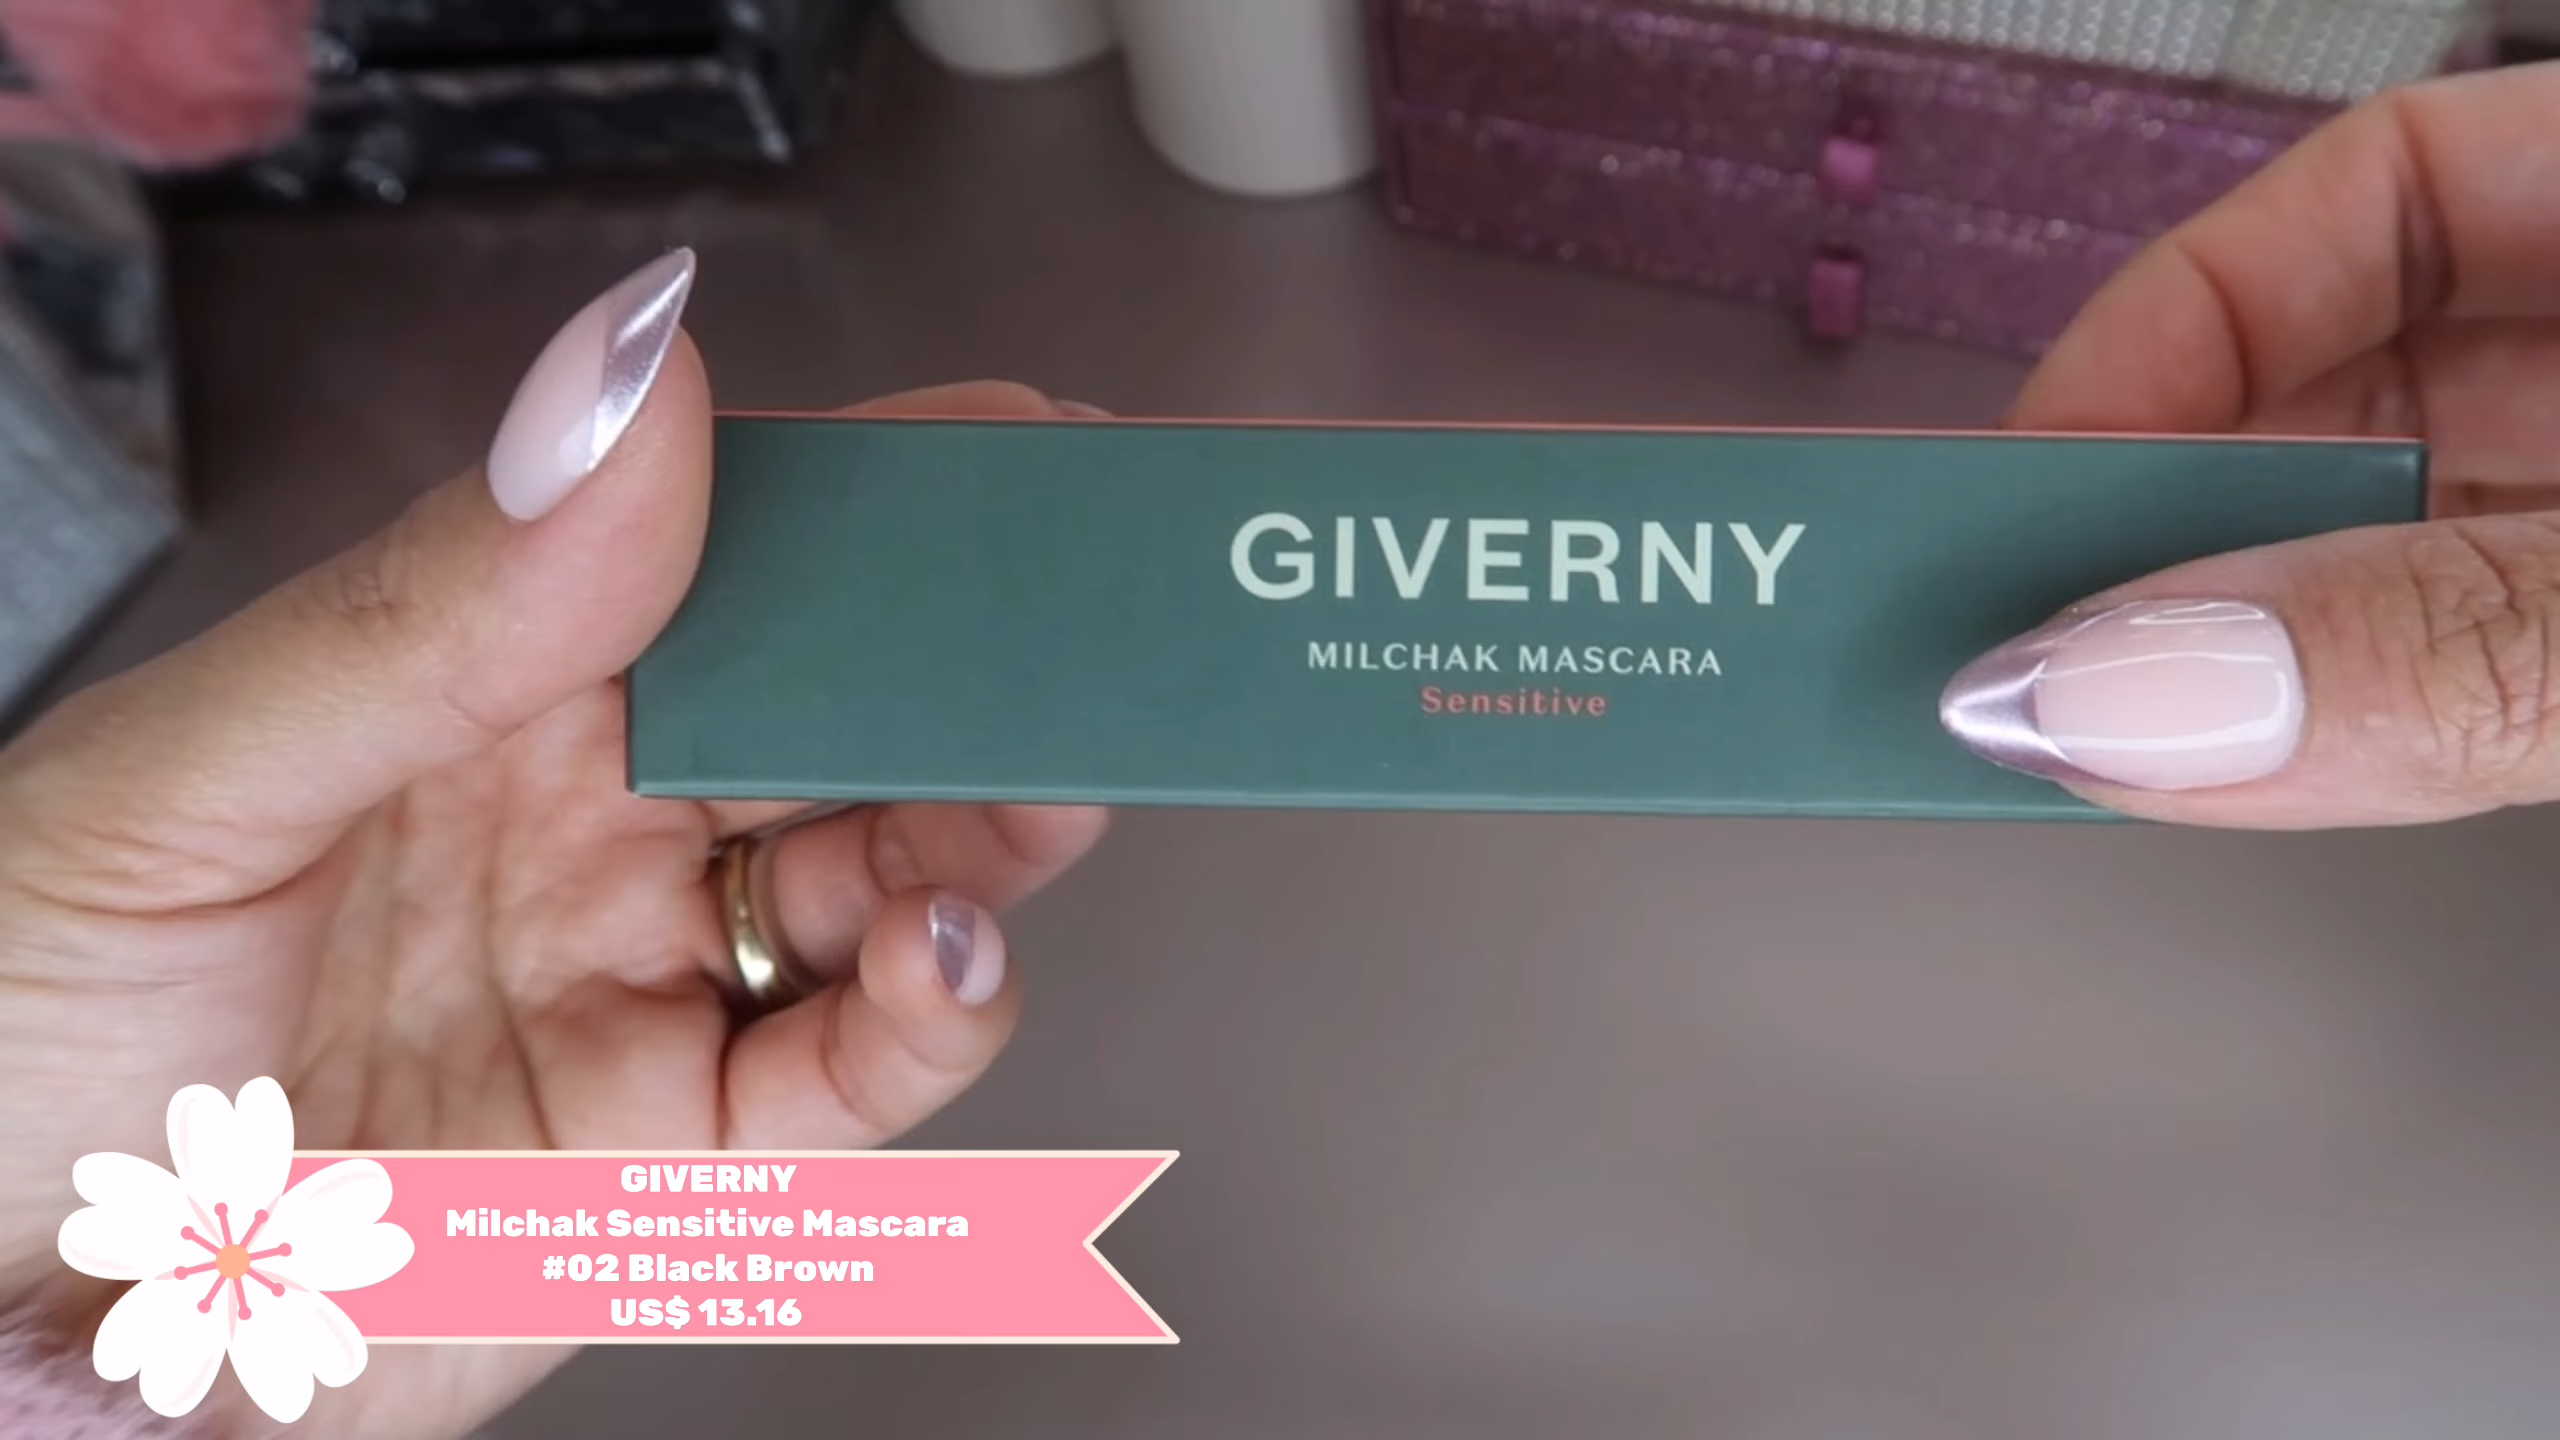 GIVERNY
MILCHAK MASCARA
Sensitive
GIVERNY
Milchak Sensitive Mascara
#02 Black Brown
US$ 13.16